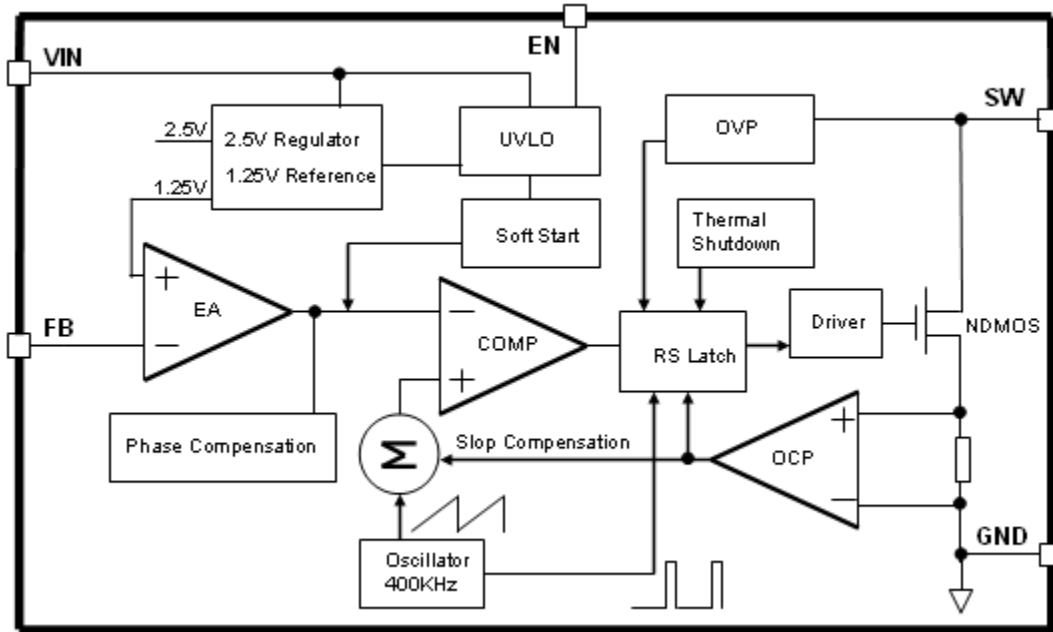 EN
VIN
SW
2.5V
2.5V Regulator
1.25V Reference
1.25V
UVLO
OVP
Soft Start
Thermal
Shutdown
+
EA
−
FB
−
COMP
+
RS Latch
Driver
NDMOS
Phase Compensation
Σ
Slop Compensation
+
OCP
−
Oscillator
400KHz
GND